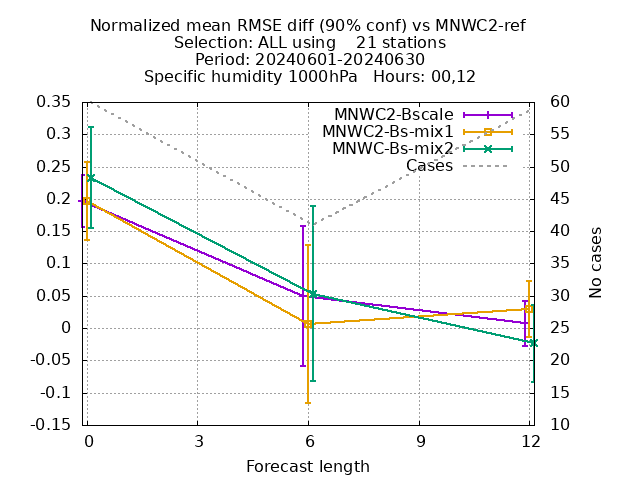 Normalized mean RMSE diff (90% conf) vs MNWC2-ref
Selection: ALL using    21 stations
Period: 20240601-20240630
Specific humidity 1000hPa   Hours: 00,12
MNWC2-Bscale
MNWC2-Bs-mix1
MNWC-Bs-mix2
Cases
0.35
0.3
0.25
0.2
0.15
0.1
0.05
0
-0.05
-0.1
-0.15
60
55
50
45
40
35
30
25
20
15
10
No cases
0 3 6 9 12
Forecast length